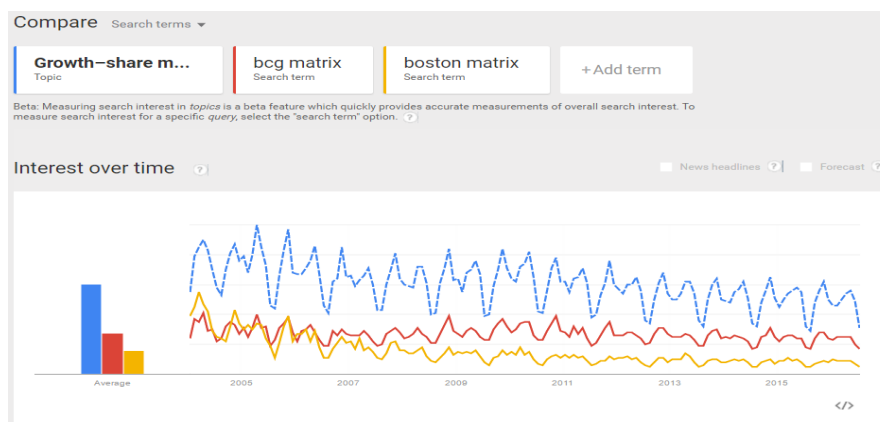 Compare Search terms
Growth-share m... bcg matrix boston matrix +Add term
Topic Search term Search term
Beta: Measuring search interest in topics is a beta feature which quickly provides accurate measurements of overall search interest. To
measure search interest for a specific query, select the "search term" option. ?
Interest over time ? News headlines ? Forecast ?
Average 2005 2007 2009 2011 2013 2015
</>